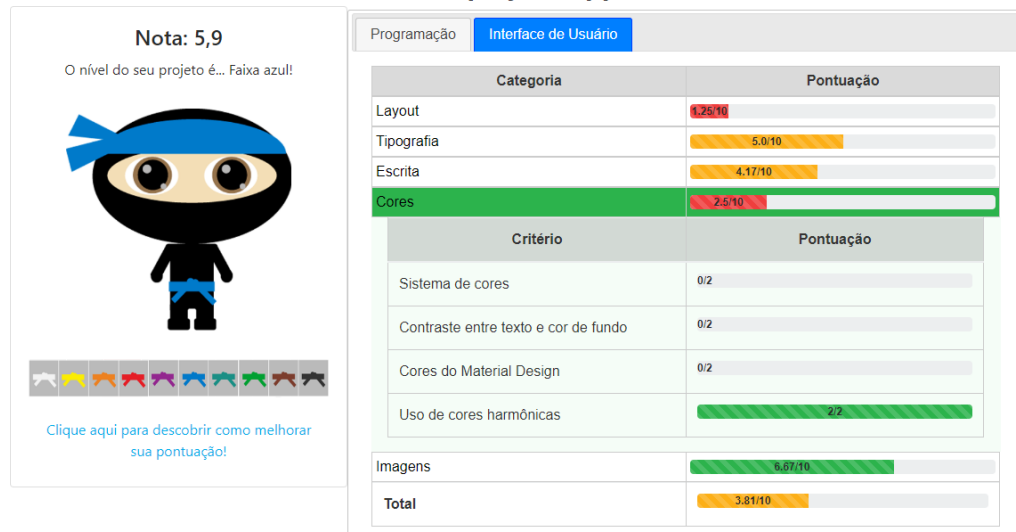 Nota: 5,9
O nível do seu projeto é... Faixa azul!
Clique aqui para descobrir como melhorar
sua pontuação!
Programação Interface de Usuário
Categoria Pontuação
Layout 1.25/10
Tipografia 5.0/10
Escrita 4.17/10
Cores 2.5/10
Critério Pontuação
Sistema de cores 0/2
Contraste entre texto e cor de fundo 0/2
Cores do Material Design 0/2
Uso de cores harmônicas 2/2
Imagens 6.67/10
Total 3.81/10